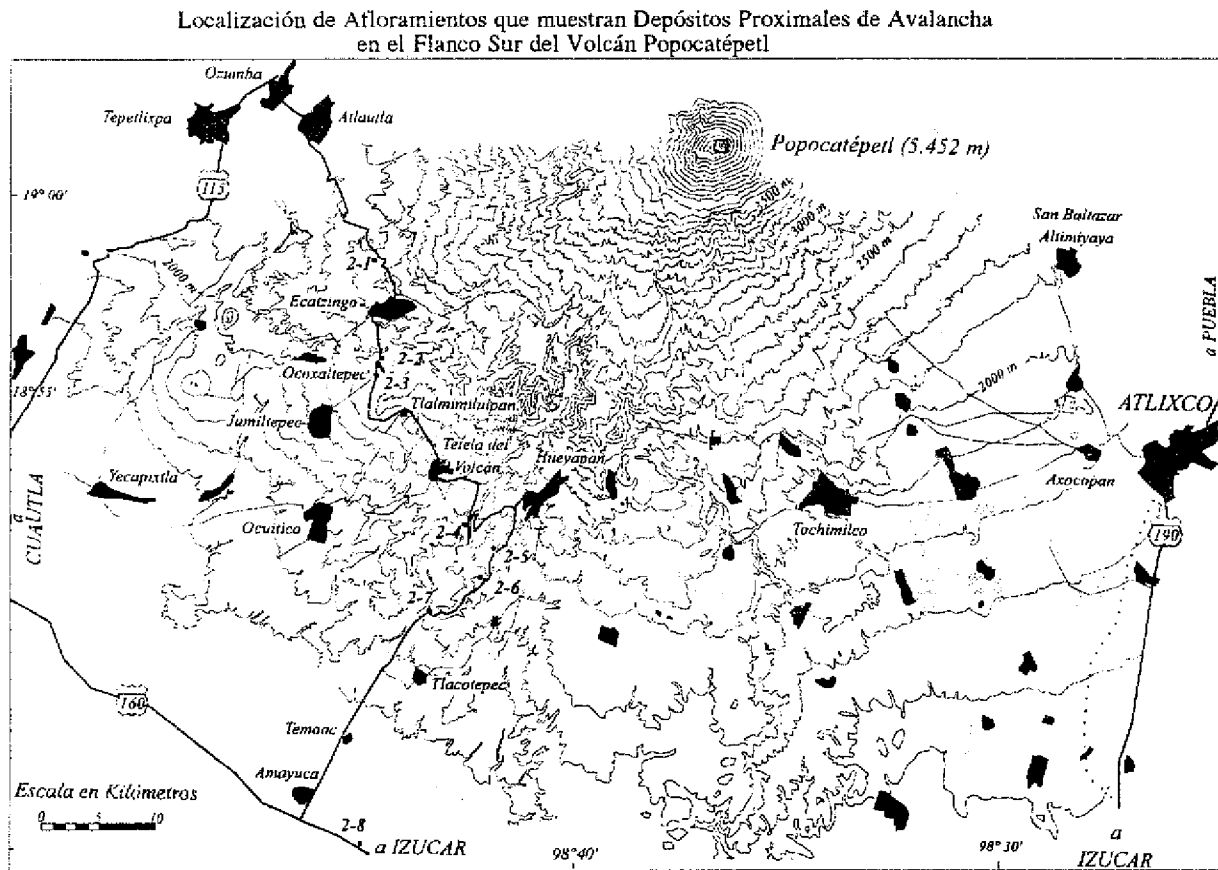 Localización de Afloramientos que muestran Depósitos Proximales de Avalancha
en el Flanco Sur del Volcán Popocatépetl
Ozumba
Tepetlixpa
Atlautla
Popocatépetl (5.452 m)
19° 00'
115
3500 m
3000 m
2500 m
San Baltazar
Atlimiyaya
2-1
2000 m
Ecatzingo
a PUEBLA
Ocoxaltepec
2-2
2-3
18° 55'
2000 m
Tlalmimilulpan
Jumiltepec
ATLIXCO
Tetela del
Volcán
Hueyapan
Yecapixtla
Axocopan
Ocuituco
Tochimilco
a
CUAUTLA
2-4
190
2-5
2-6
2-7
Tlacotepec
160
Temoac
Amayuca
Escala en Kilómetros
0 5 10
2-8
a IZUCAR
98° 40'
98° 30'
a
IZUCAR